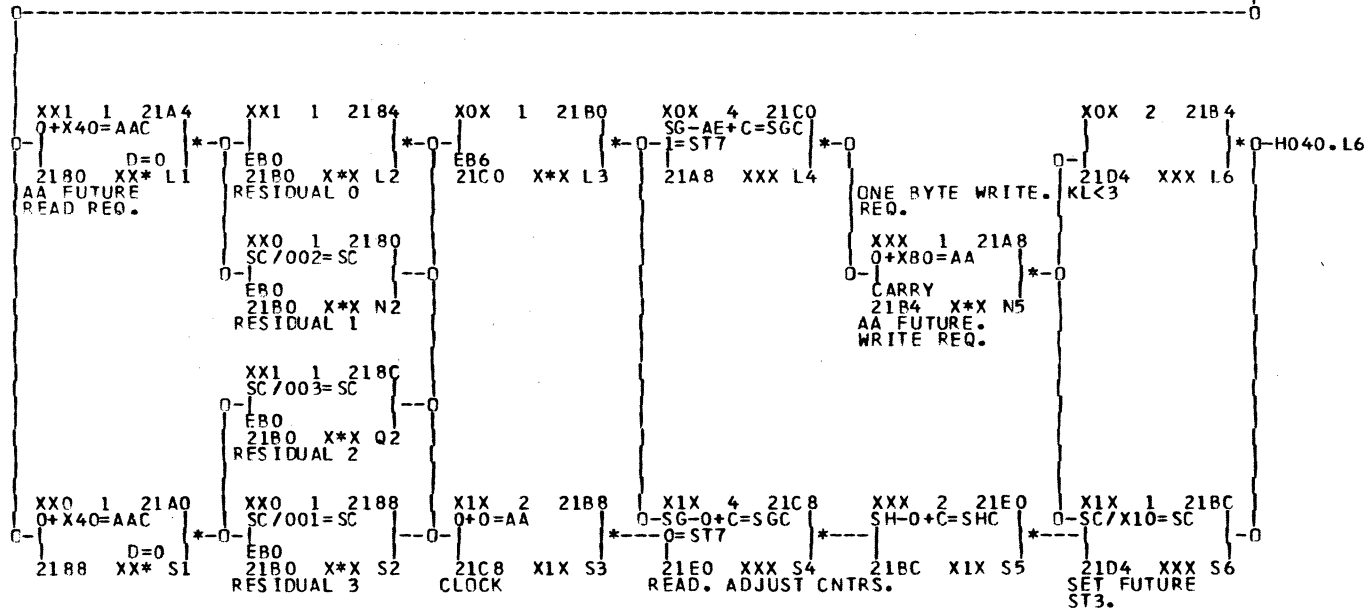 XX1 1 21A4
0+X40=AAC
D=0
2180 XX* L1
AA FUTURE
READ REQ.
XX1 1 2184
EB0
21B0 X*X L2
RESIDUAL 0
X0X 1 21B0
EB6
21C0 X*X L3
X0X 4 21C0
SG-AE+C=SGC
1=ST7
21A8 XXX L4
X0X 2 21B4
21D4 XXX L6
KL<3
H040.L6
ONE BYTE WRITE.
REQ.
XX0 1 2180
SC/002=SC
EB0
21B0 X*X N2
RESIDUAL 1
XXX 1 21A8
0+X80=AA
CARRY
21B4 X*X N5
AA FUTURE.
WRITE REQ.
XX1 1 218C
SC/003=SC
EB0
21B0 X*X Q2
RESIDUAL 2
XX0 1 21A0
0+X40=AAC
D=0
2188 XX* S1
XX0 1 2188
SC/001=SC
EB0
21B0 X*X S2
RESIDUAL 3
X1X 2 21B8
0+0=AA
21C8 X1X S3
CLOCK
X1X 4 21C8
SG-0+C=SGC
0=ST7
21E0 XXX S4
READ. ADJUST CNTRS.
XXX 2 21E0
SH-0+C=SHC
21BC X1X S5
X1X 1 21BC
SC/X10=SC
21D4 XXX S6
SET FUTURE
ST3.